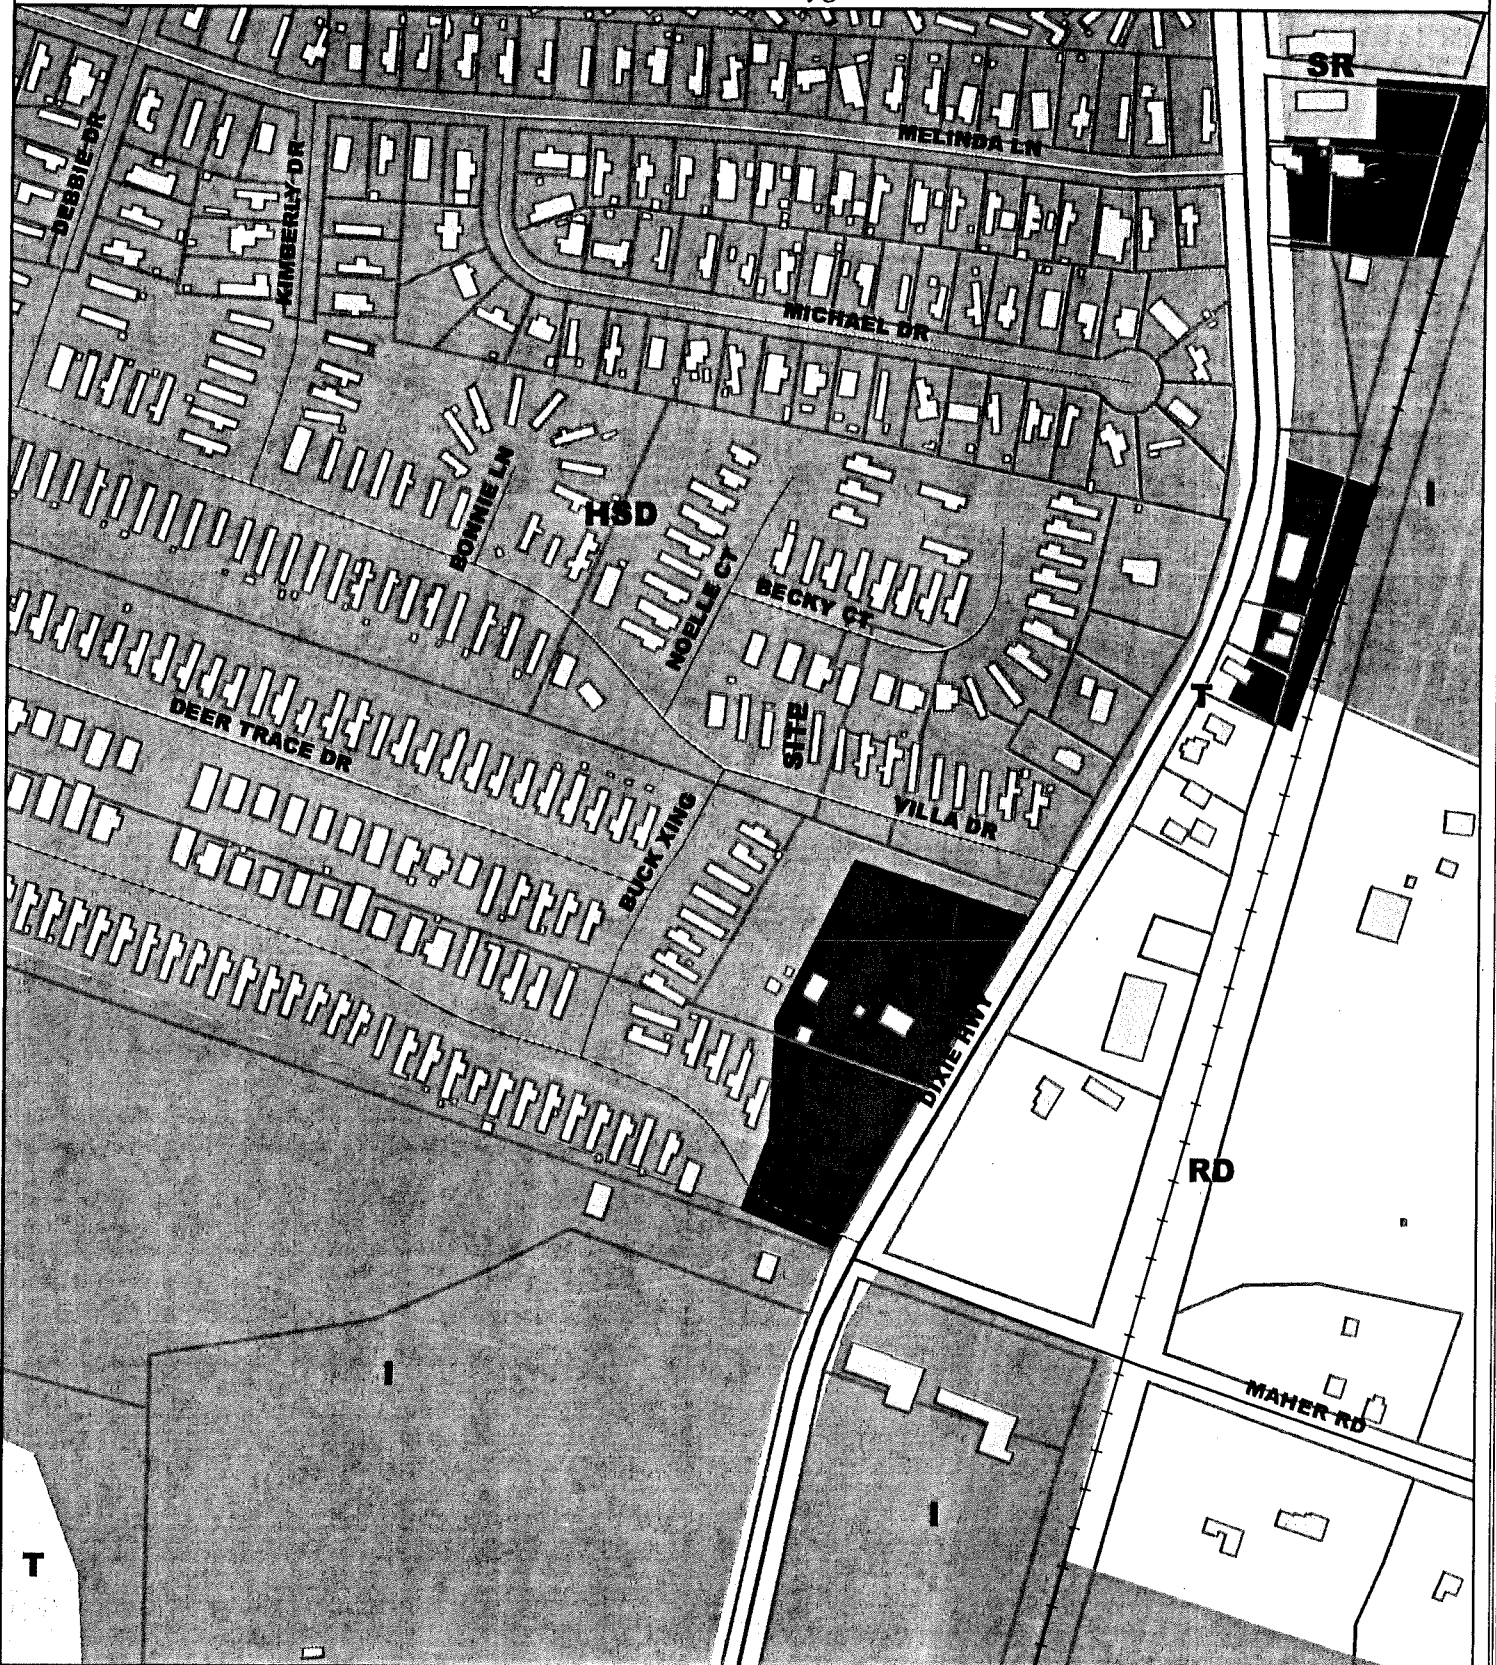 SR
MELINDA LN
DEBBIE DR
KIMBERLY DR
MICHAEL DR
I
BONNIE LN
HSD
NOELLE CT
BECKY CT
T
SITE
DEER TRACE DR
VILLA DR
BUCK XING
DIXIE HWY
RD
I
MAHER RD
I
T